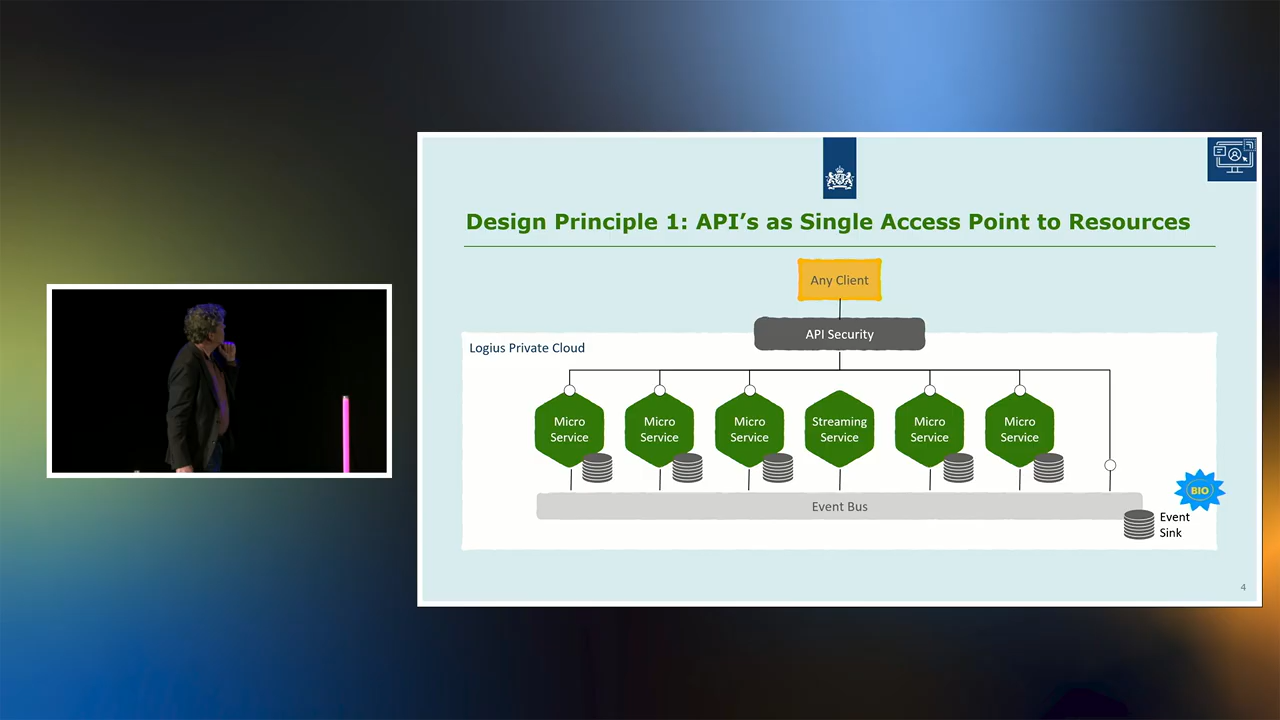 Design Principle 1: API's as Single Access Point to Resources
Any Client
API Security
Logius Private Cloud
Micro
Service
Micro
Service
Micro
Service
Streaming
Service
Micro
Service
Micro
Service
BIO
Event Bus
Event
Sink
4